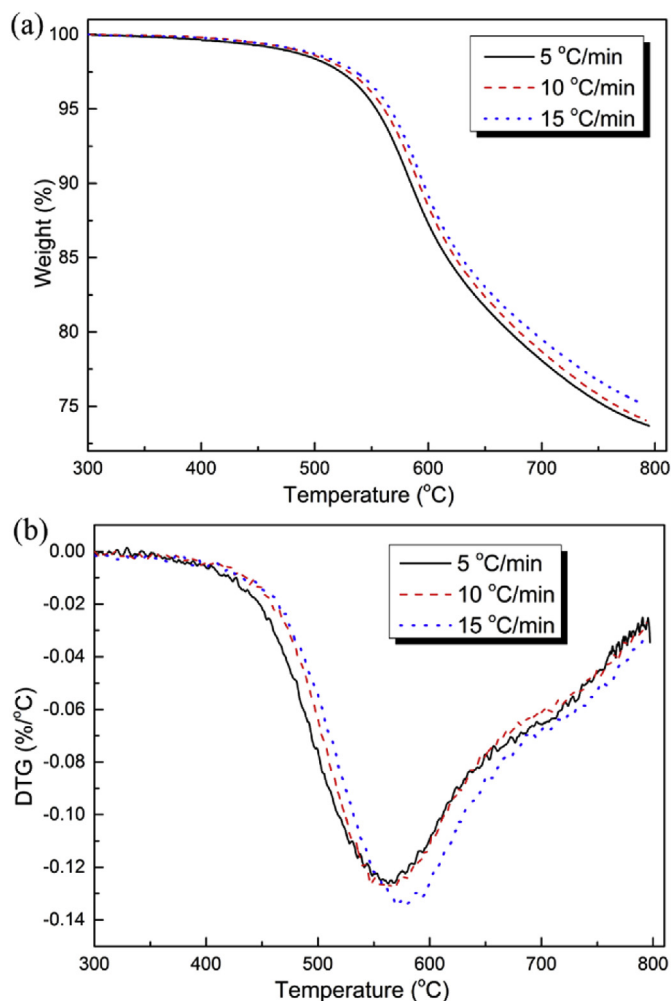 (a)
100
95
90
85
80
75
Weight (%)
5 °C/min
10 °C/min
15 °C/min
300 400 500 600 700 800
Temperature (°C)
(b)
0.00
-0.02
-0.04
-0.06
-0.08
-0.10
-0.12
-0.14
DTG (%/°C)
5 °C/min
10 °C/min
15 °C/min
300 400 500 600 700 800
Temperature (°C)